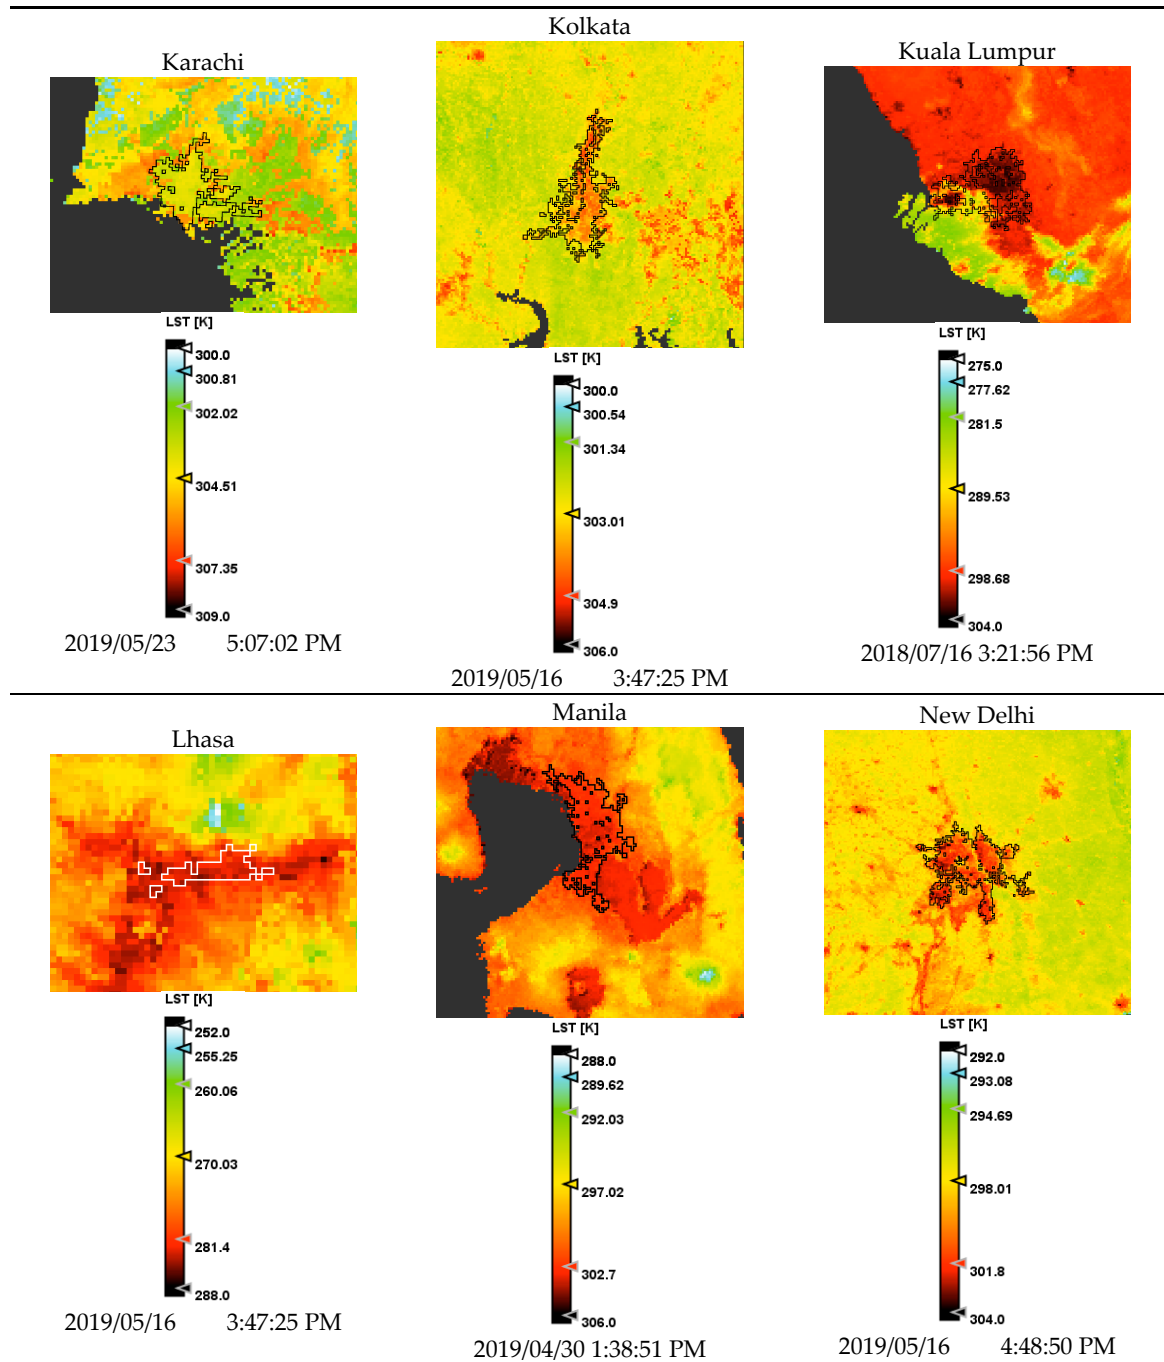 Karachi
LST [K]
300.0
300.81
302.02
304.51
307.35
309.0
2019/05/23 5:07:02 PM
Kolkata
LST [K]
300.0
300.54
301.34
303.01
304.9
306.0
2019/05/16 3:47:25 PM
Kuala Lumpur
LST [K]
275.0
277.62
281.5
289.53
298.68
304.0
2018/07/16 3:21:56 PM
Lhasa
LST [K]
252.0
255.25
260.06
270.03
281.4
288.0
2019/05/16 3:47:25 PM
Manila
LST [K]
288.0
289.62
292.03
297.02
302.7
306.0
2019/04/30 1:38:51 PM
New Delhi
LST [K]
292.0
293.08
294.69
298.01
301.8
304.0
2019/05/16 4:48:50 PM